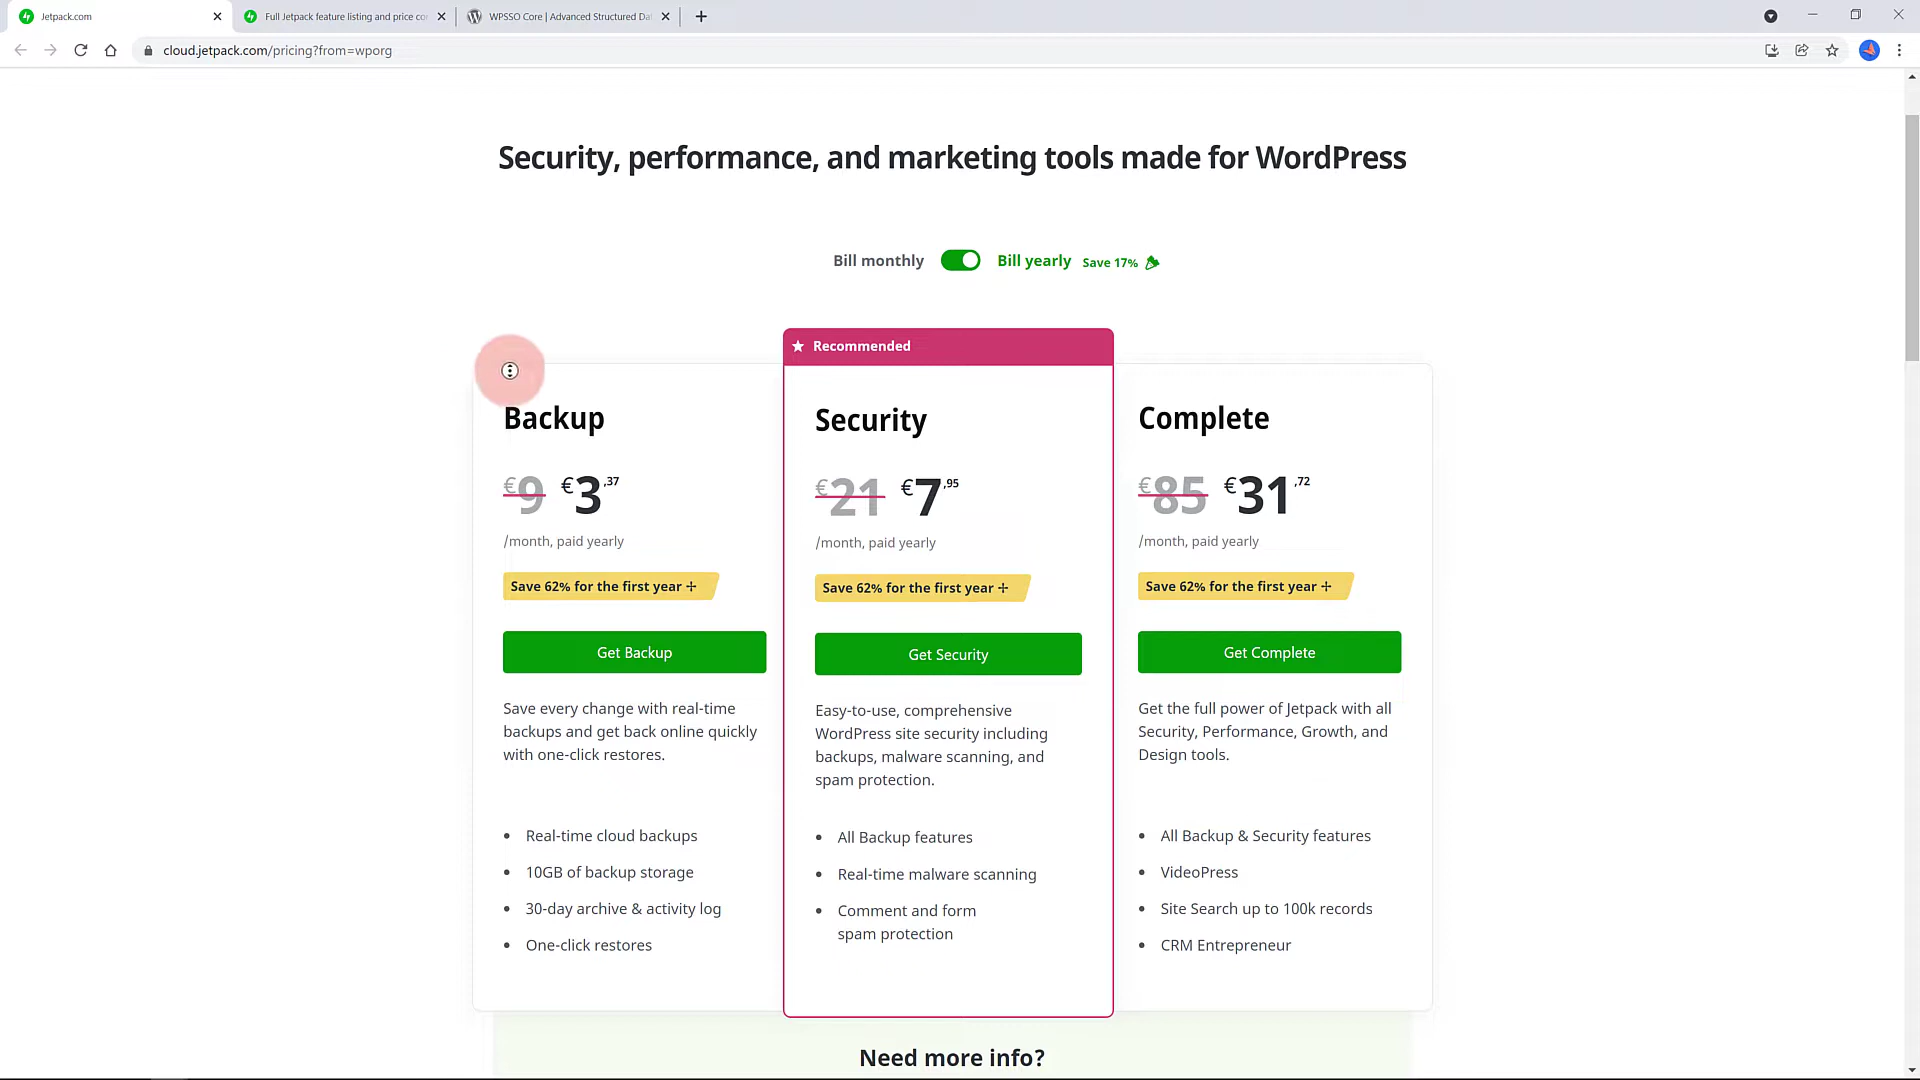 Jetpack.com
Full Jetpack feature listing and price co
WPSSO Core | Advanced Structured Da
cloud.jetpack.com/pricing?from=wporg
Security, performance, and marketing tools made for WordPress
Bill monthly
Bill yearly
Save 17%
Recommended
Backup
€9 €3,37
/month, paid yearly
Save 62% for the first year
Get Backup
Save every change with real-time
backups and get back online quickly
with one-click restores.
• Real-time cloud backups
• 10GB of backup storage
• 30-day archive & activity log
• One-click restores
Security
€21 €7,95
/month, paid yearly
Save 62% for the first year
Get Security
Easy-to-use, comprehensive
WordPress site security including
backups, malware scanning, and
spam protection.
• All Backup features
• Real-time malware scanning
• Comment and form
spam protection
Complete
€85 €31,72
/month, paid yearly
Save 62% for the first year
Get Complete
Get the full power of Jetpack with all
Security, Performance, Growth, and
Design tools.
• All Backup & Security features
• VideoPress
• Site Search up to 100k records
• CRM Entrepreneur
Need more info?